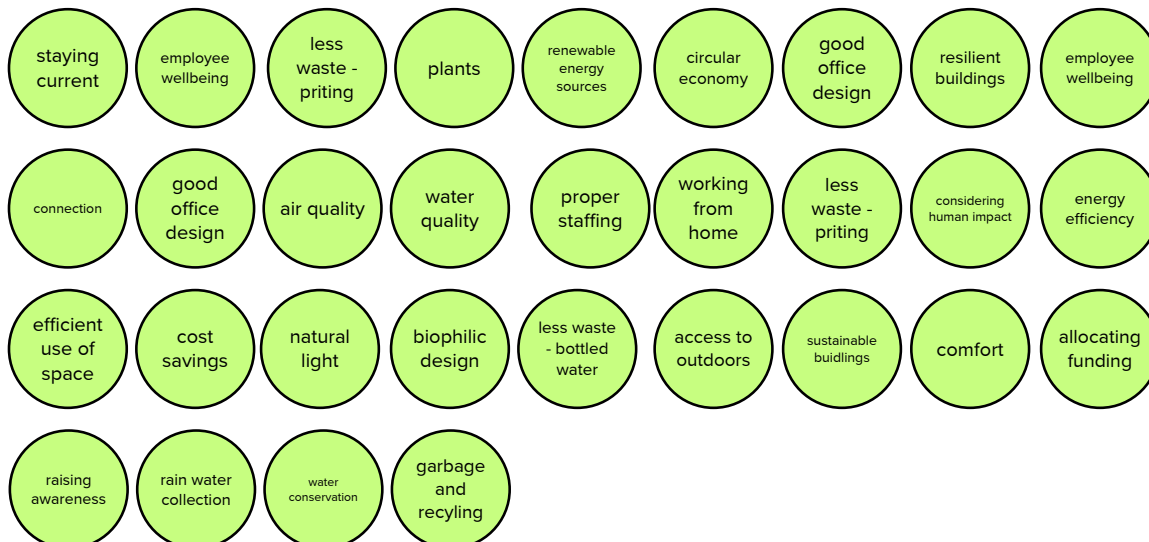 staying
current
employee
wellbeing
less
waste -
priting
plants
renewable
energy
sources
circular
economy
good
office
design
resilient
buildings
employee
wellbeing
connection
good
office
design
air quality
water
quality
proper
staffing
working
from
home
less
waste -
priting
considering
human impact
energy
efficiency
efficient
use of
space
cost
savings
natural
light
biophilic
design
less waste
- bottled
water
access to
outdoors
sustainable
buidlings
comfort
allocating
funding
raising
awareness
rain water
collection
water
conservation
garbage
and
recyling